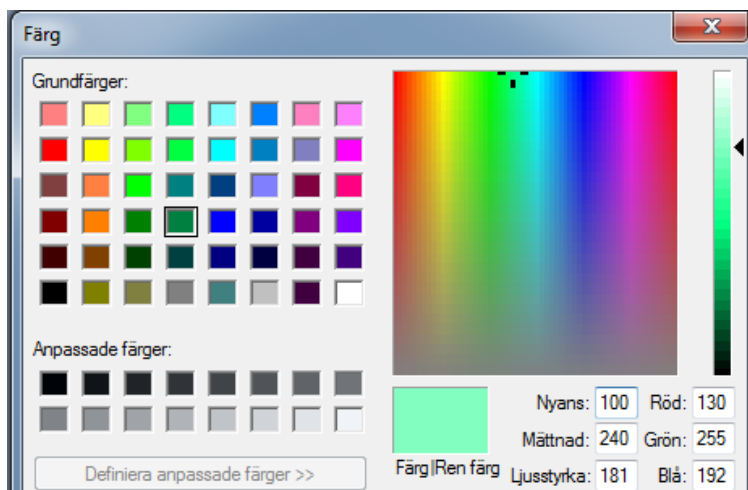 Färg
Grundfärger:
Anpassade färger:
Definiera anpassade färger >>
Färg|Ren färg
Nyans: 100 Röd: 130
Mättnad: 240 Grön: 255
Ljusstyrka: 181 Blå: 192